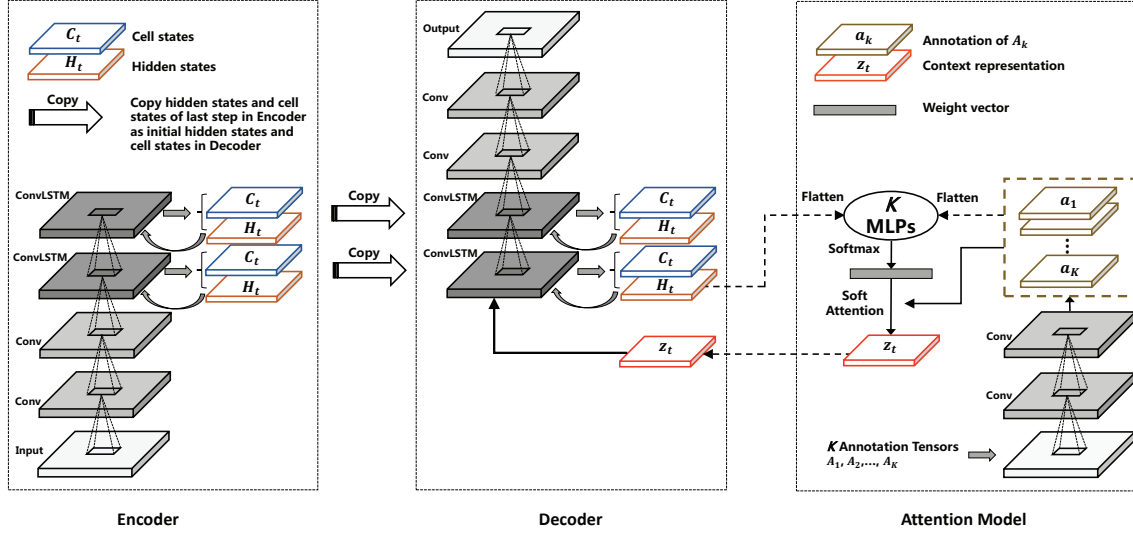 C_t
Cell states
H_t
Hidden states
Copy
Copy hidden states and cell
states of last step in Encoder
as initial hidden states and
cell states in Decoder
ConvLSTM
C_t
H_t
ConvLSTM
C_t
H_t
Conv
Conv
Input
Encoder
Copy
Copy
Output
Conv
Conv
ConvLSTM
C_t
H_t
ConvLSTM
C_t
H_t
z_t
Decoder
a_k
Annotation of A_k
z_t
Context representation
Weight vector
Flatten
K
MLPs
Flatten
Softmax
Soft
Attention
z_t
a_1
a_K
Conv
Conv
K Annotation Tensors
A_1, A_2,..., A_K
Attention Model